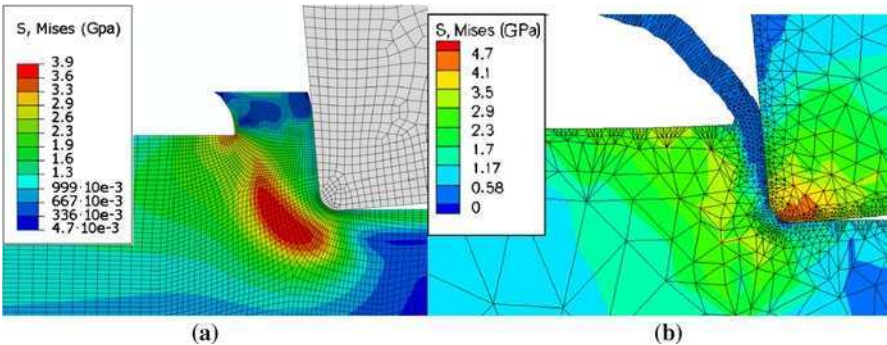 S, Mises (Gpa)
3.9
3.3
2.9
2.6
2.3
1.9
1.6
1.3
999·10e-3
667·10e-3
336·10e-3
4.7·10e-3
(a)
S, Mises (GPa)
4.7
4.1
3.5
2.9
2.3
1.7
1.17
0.58
0
(b)